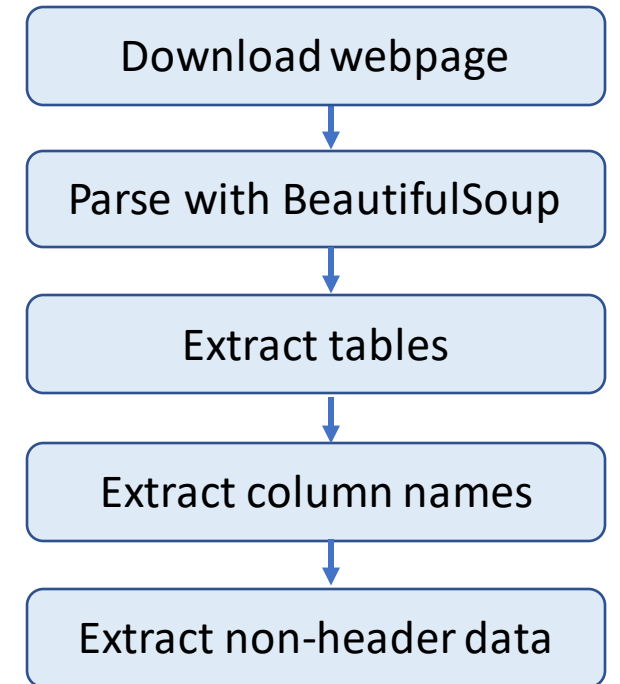 Download webpage
Parse with BeautifulSoup
Extract tables
Extract column names
Extract non-header data